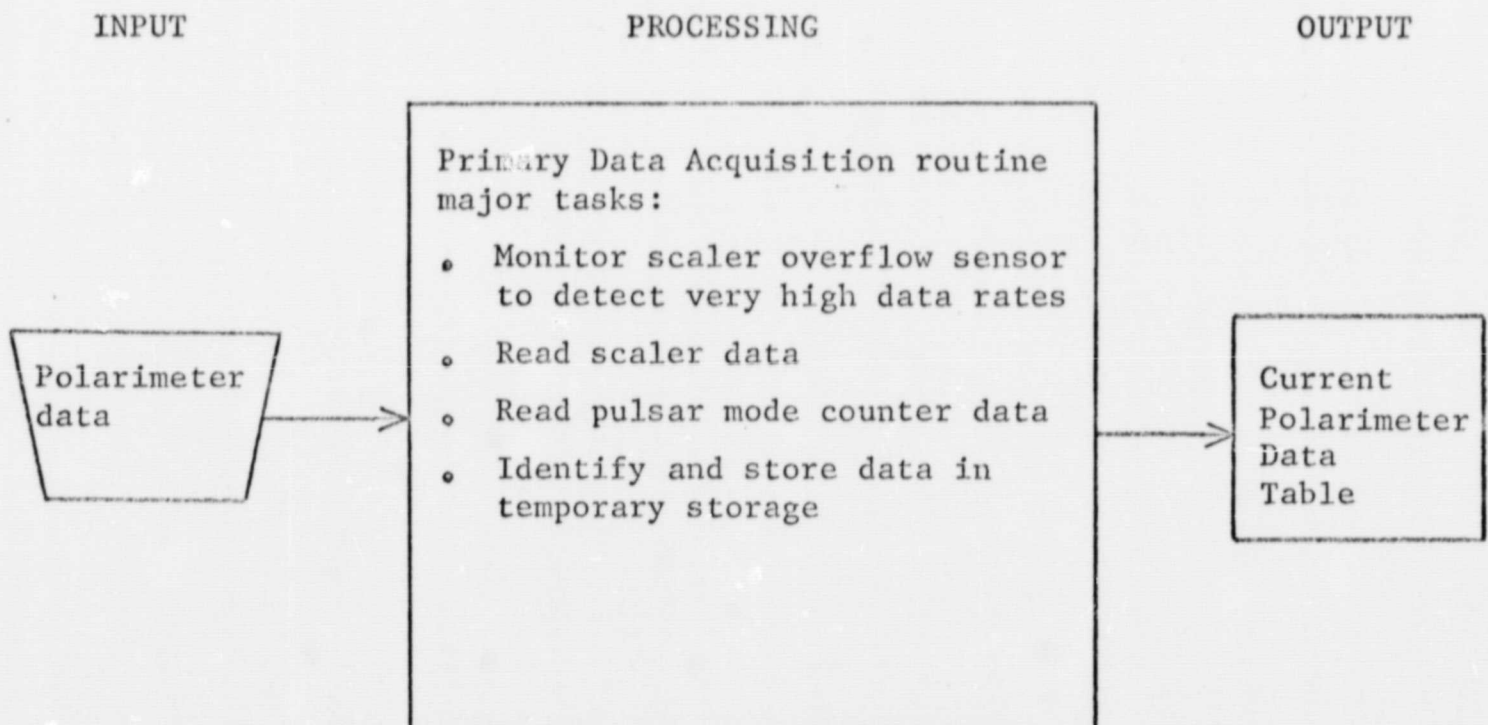 INPUT
PROCESSING
OUTPUT
Primary Data Acquisition routine
major tasks:
• Monitor scaler overflow sensor
to detect very high data rates
• Read scaler data
• Read pulsar mode counter data
• Identify and store data in
temporary storage
Polarimeter
data
Current
Polarimeter
Data
Table